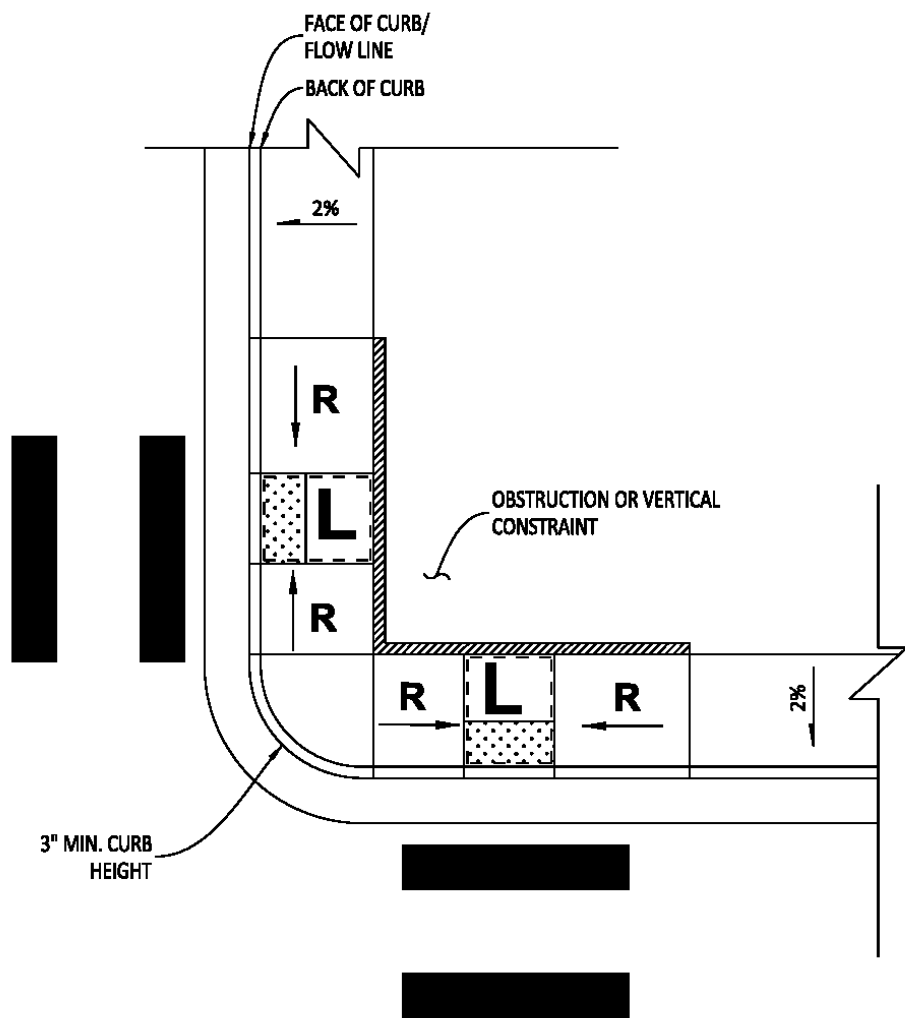 FACE OF CURB/
FLOW LINE
BACK OF CURB
2%
R
L
OBSTRUCTION OR VERTICAL
CONSTRAINT
R
R
L
R
2%
3" MIN. CURB
HEIGHT